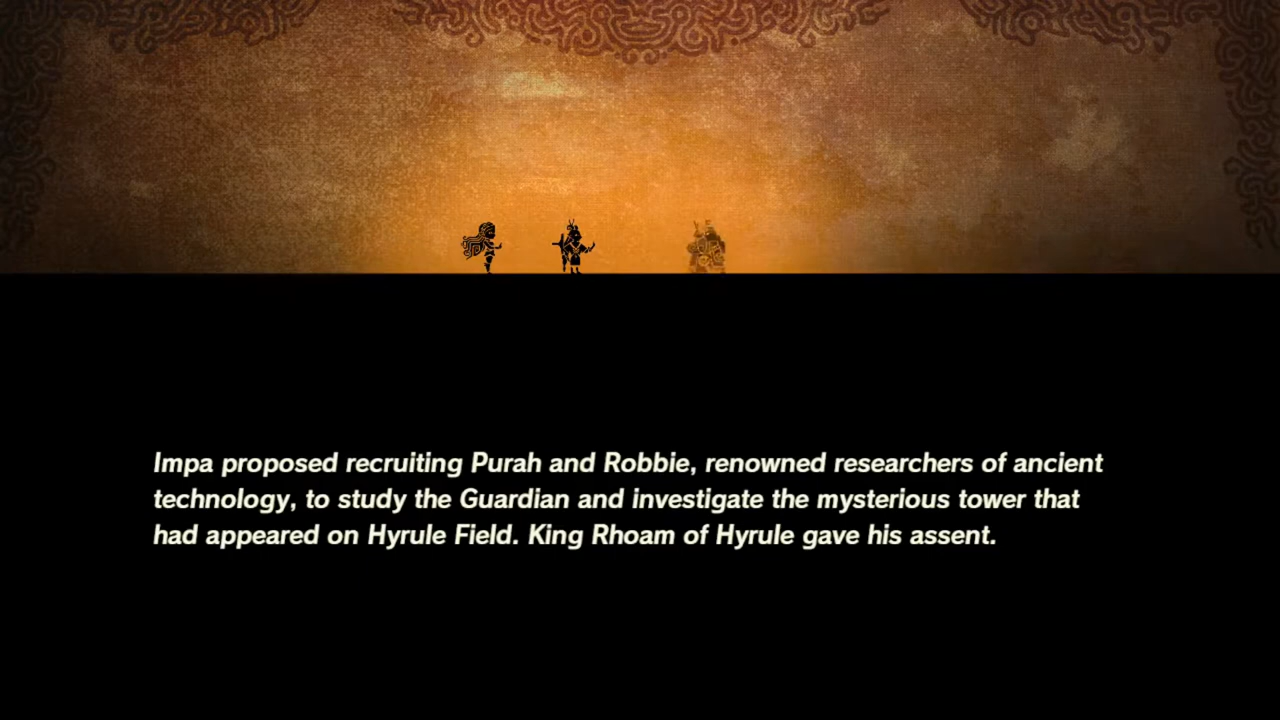 Impa proposed recruiting Purah and Robbie, renowned researchers of ancient
technology, to study the Guardian and investigate the mysterious tower that
had appeared on Hyrule Field. King Rhoam of Hyrule gave his assent.